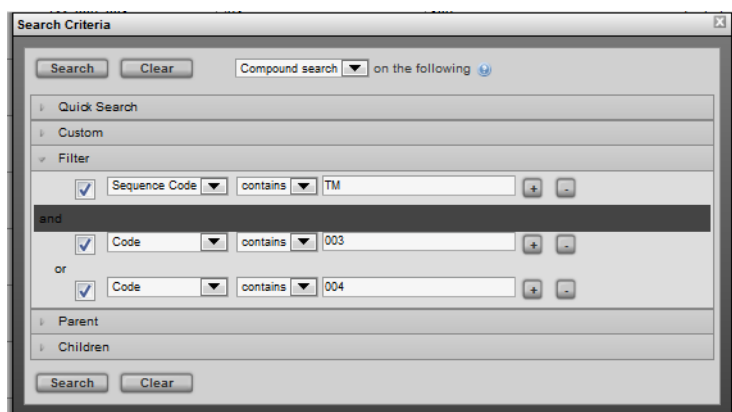 Search Criteria
X
Search Clear Compound search on the following
Quick Search
Custom
Filter
Sequence Code contains TM + -
and
Code contains 003 + -
or
Code contains 004 + -
Parent
Children
Search Clear